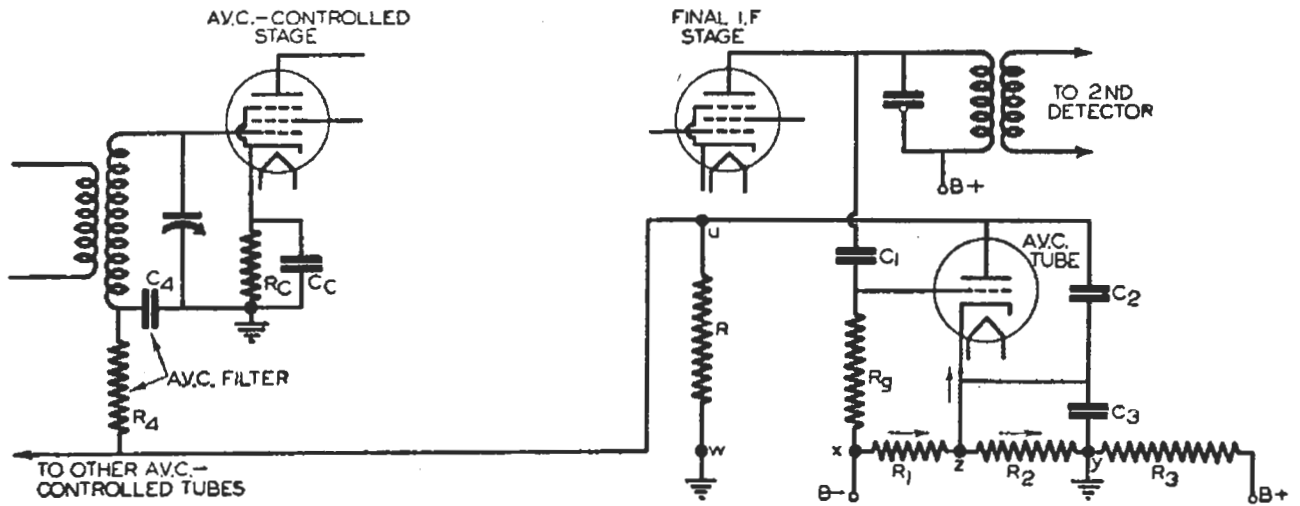 A.V.C.-CONTROLLED
STAGE
FINAL I.F
STAGE
TO 2ND
DETECTOR
B+
u
A.V.C.
TUBE
C1
C2
C4
RC
CC
R
Rg
A.V.C. FILTER
C3
R4
x
z
y
w
R1
R2
R3
TO OTHER A.V.C.-
CONTROLLED TUBES
B-
B+